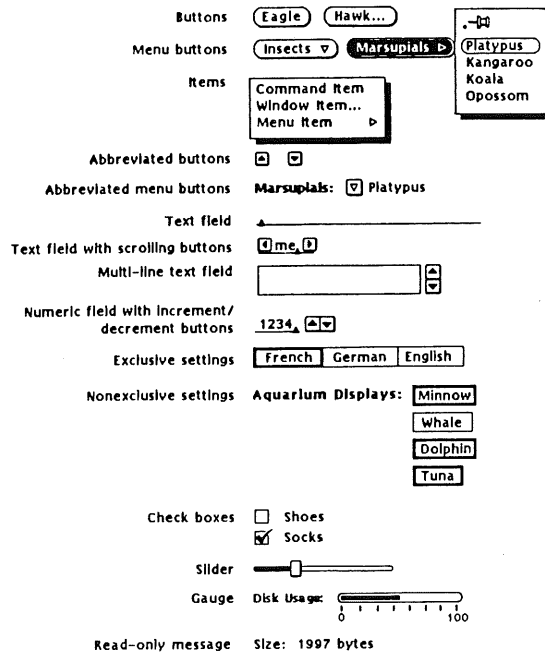 Buttons Eagle Hawk...
Menu buttons Insects Marsupials Platypus
Kangaroo
Koala
Opossom
Items Command Item
Window Item...
Menu Item
Abbreviated buttons
Abbreviated menu buttons Marsupials: Platypus
Text field
Text field with scrolling buttons me
Multi-line text field
Numeric field with increment/
decrement buttons 1234
Exclusive settings French German English
Nonexclusive settings Aquarium Displays: Minnow
Whale
Dolphin
Tuna
Check boxes Shoes
Socks
Slider
Gauge Disk Usage:
0 100
Read-only message Size: 1997 bytes